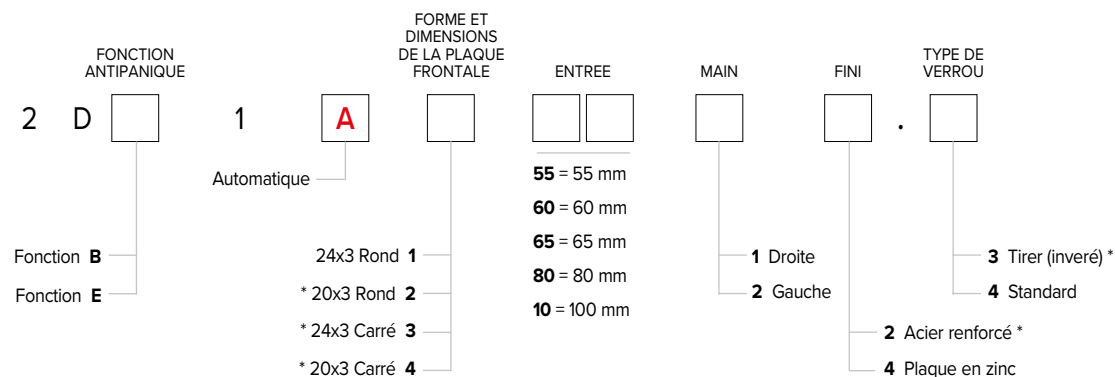 FONCTION
ANTIPANIQUE
FORME ET
DIMENSIONS
DE LA PLAQUE
FRONTALE
ENTREE
MAIN
FINI
TYPE DE
VERROU
2 D 1 A .
Automatique
Fonction B
Fonction E
24x3 Rond 1
* 20x3 Rond 2
* 24x3 Carré 3
* 20x3 Carré 4
55 = 55 mm
60 = 60 mm
65 = 65 mm
80 = 80 mm
10 = 100 mm
1 Droite
2 Gauche
2 Acier renforcé *
4 Plaque en zinc
3 Tirer (inveré) *
4 Standard